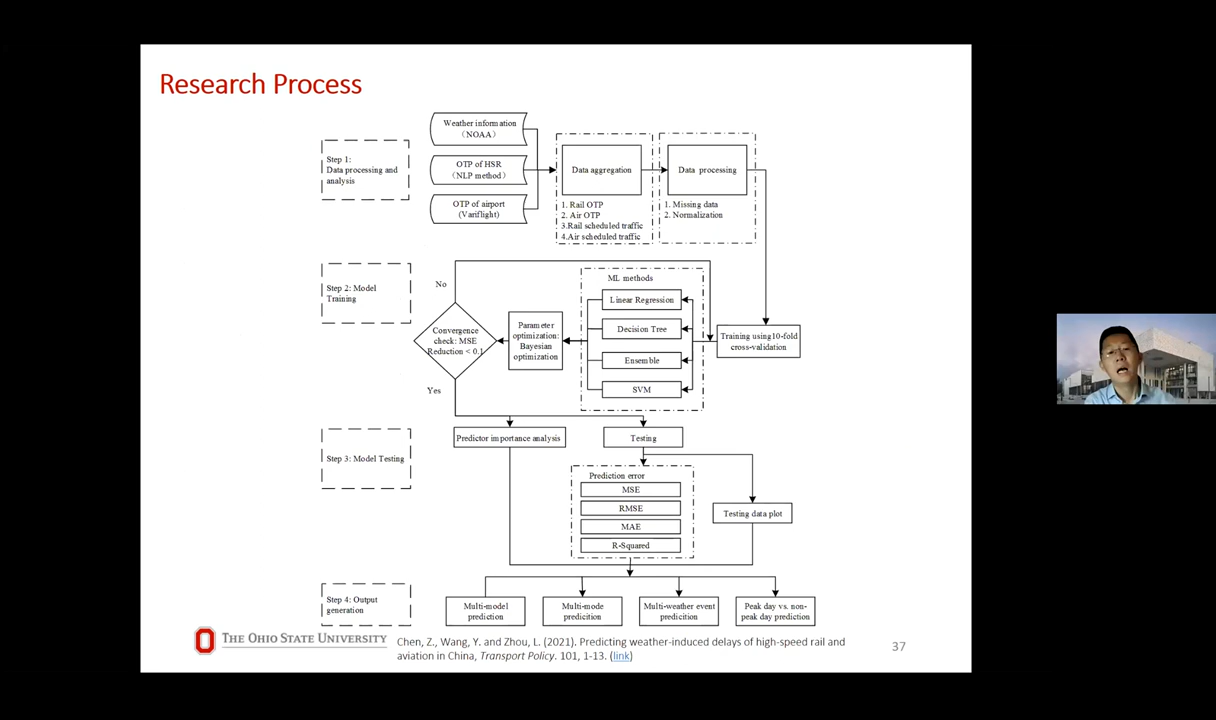 Research Process
Step 1:
Data processing and
analysis
Weather information
(NOAA)
OTP of HSR
(NLP method)
OTP of airport
(Variflight)
Data aggregation
1. Rail OTP
2. Air OTP
3.Rail scheduled traffic
4.Air scheduled traffic
Data processing
1. Missing data
2. Normalization
Step 2: Model
Training
No
Convergence
check: MSE
Reduction < 0.1
Yes
Parameter
optimization:
Bayesian
optimization
ML methods
Linear Regression
Decision Tree
Ensemble
SVM
Training using10-fold
cross-validation
Step 3: Model Testing
Predictor importance analysis
Testing
Prediction error
MSE
RMSE
MAE
R-Squared
Testing data plot
Step 4: Output
generation
Multi-model
prediction
Multi-mode
predicition
Multi-weather event
predicition
Peak day vs. non-
peak day prediction
THE OHIO STATE UNIVERSITY
Chen, Z., Wang, Y. and Zhou, L. (2021). Predicting weather-induced delays of high-speed rail and
aviation in China, Transport Policy. 101, 1-13. (link)
37